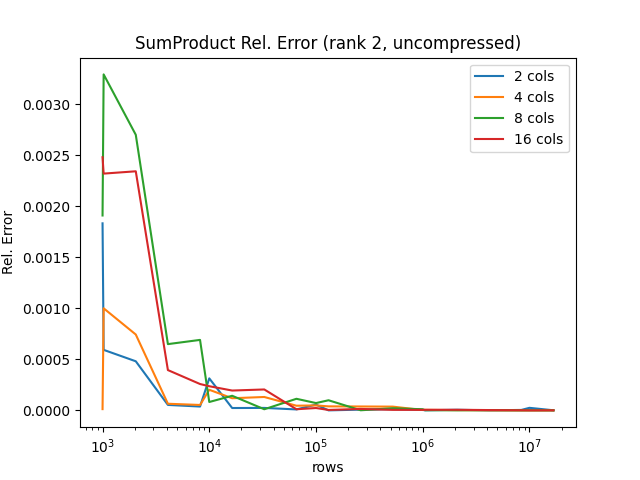 SumProduct Rel. Error (rank 2, uncompressed)
2 cols
4 cols
8 cols
16 cols
0.0030
0.0025
0.0020
0.0015
0.0010
0.0005
0.0000
Rel. Error
10³ 10⁴ 10⁵ 10⁶ 10⁷
rows